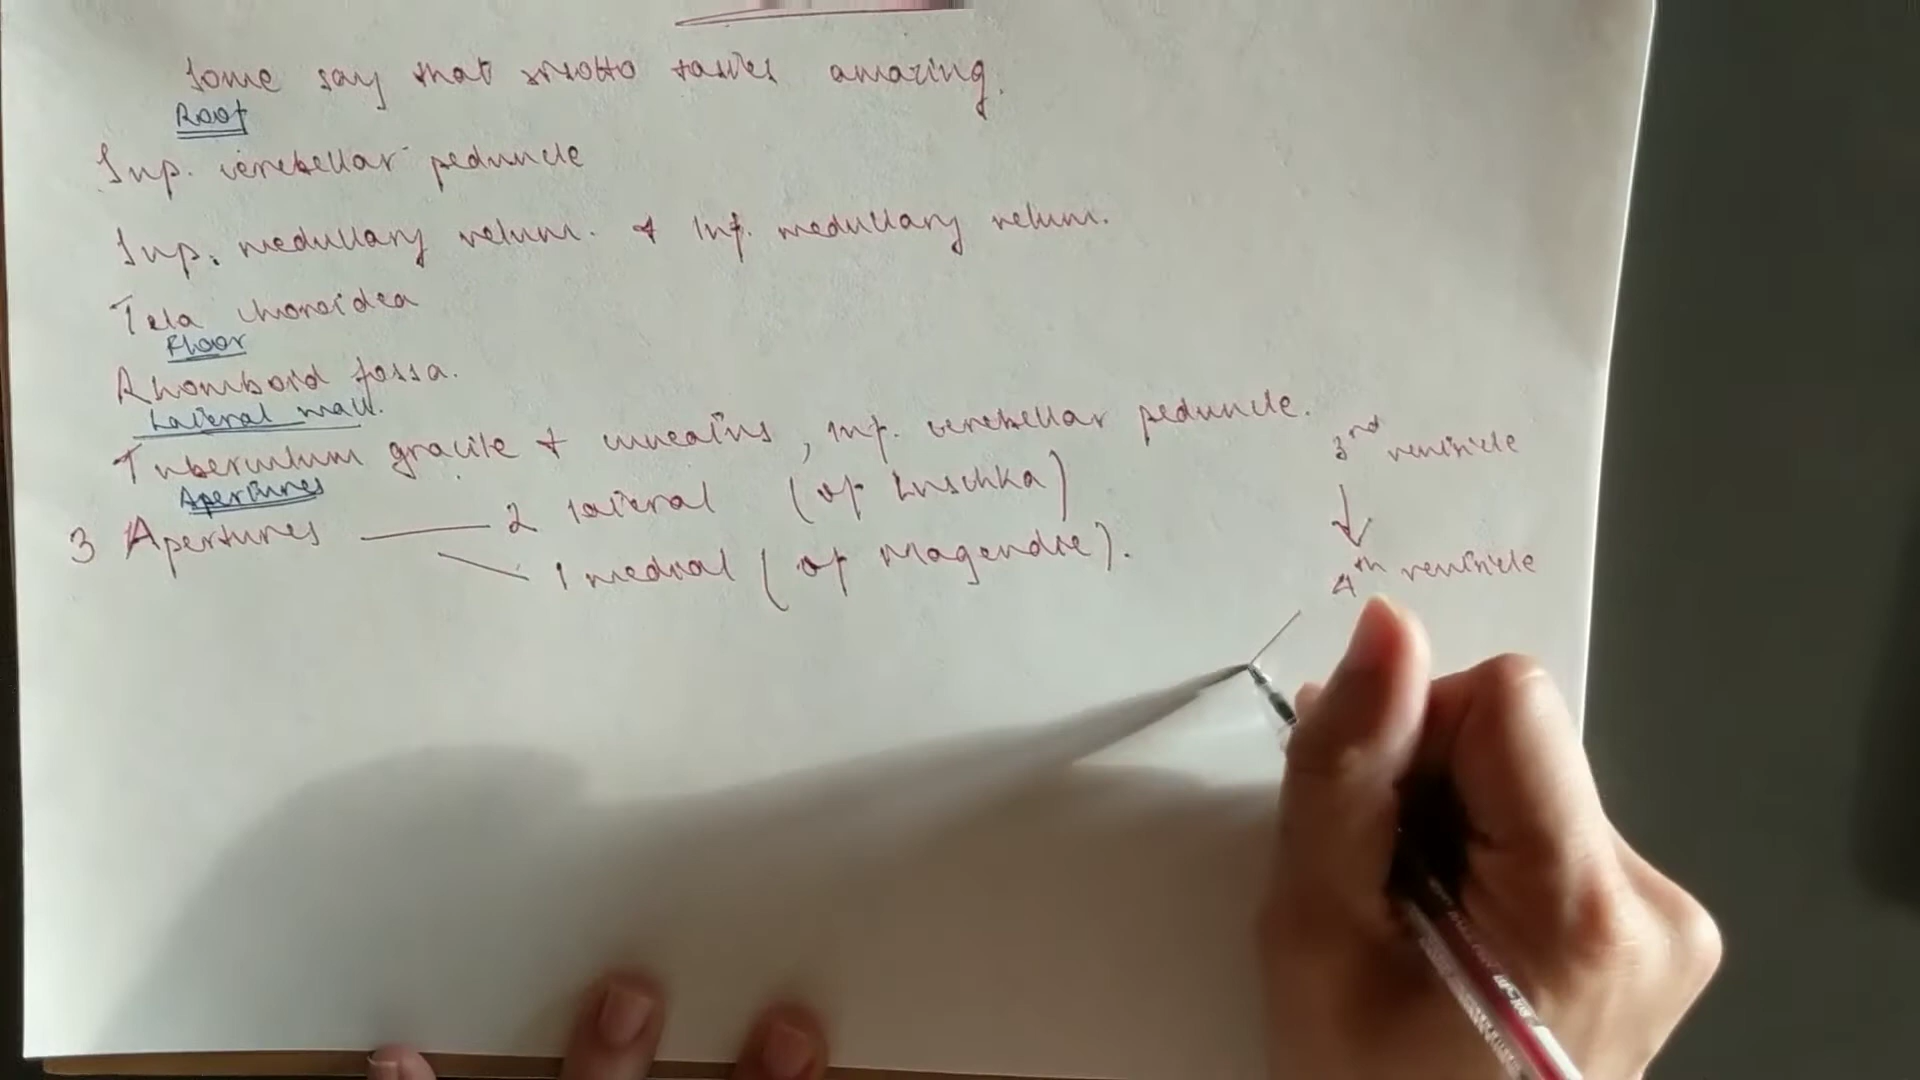 Some say that risotto tastes amazing.
Roof
Sup. cerebellar peduncle
Sup. medullary velum. & Inf. medullary velum.
Tela choroidea
Floor
Rhomboid fossa.
Lateral wall.
Tuberculum gracile & cuneatus, inf. cerebellar peduncle.
Apertures
3 Apertures
2 lateral (of Luschka)
1 medial (of Magendie).
3rd ventricle
4th ventricle